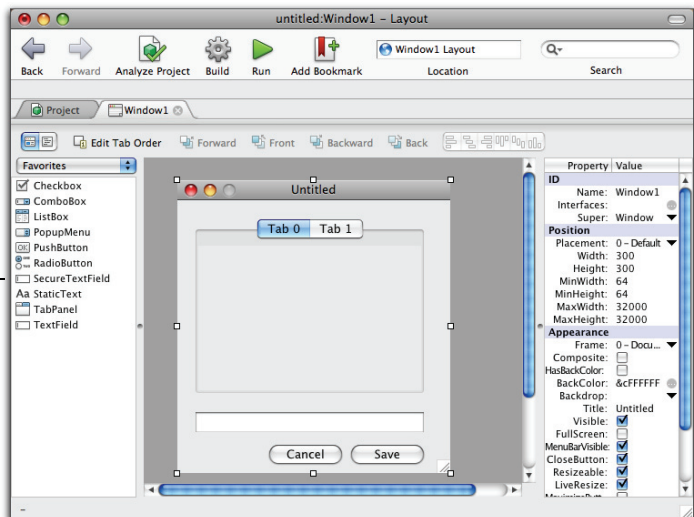 untitled:Window1 – Layout
Back Forward Analyze Project Build Run Add Bookmark
Window1 Layout
Location
Search
Project
Window1
Edit Tab Order Forward Front Backward Back
Favorites
Checkbox
ComboBox
ListBox
PopupMenu
OK PushButton
RadioButton
SecureTextField
Aa StaticText
TabPanel
TextField
Untitled
Tab 0 Tab 1
Cancel Save
Property Value
ID
Name: Window1
Interfaces:
Super: Window
Position
Placement: 0 – Default
Width: 300
Height: 300
MinWidth: 64
MinHeight: 64
MaxWidth: 32000
MaxHeight: 32000
Appearance
Frame: 0 – Docu...
Composite:
HasBackColor:
BackColor: &cFFFFFF
Backdrop:
Title: Untitled
Visible:
FullScreen:
MenuBarVisible:
CloseButton:
Resizeable:
LiveResize: